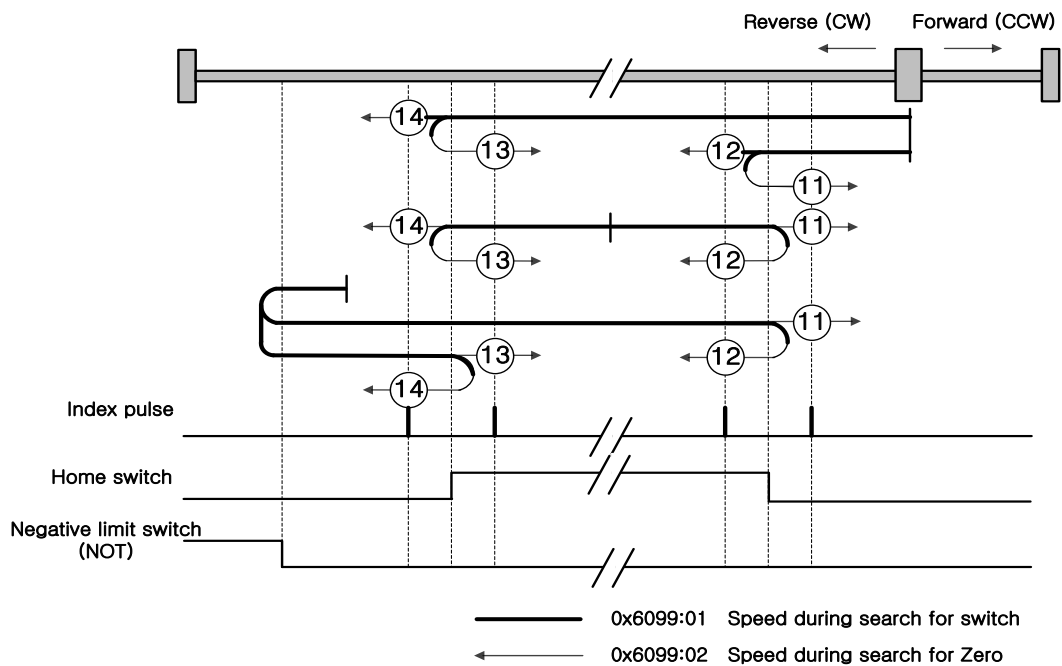 Reverse (CW) Forward (CCW)
14
13
12
11
14
11
13
12
11
13
12
14
Index pulse
Home switch
Negative limit switch
(NOT)
0x6099:01 Speed during search for switch
0x6099:02 Speed during search for Zero